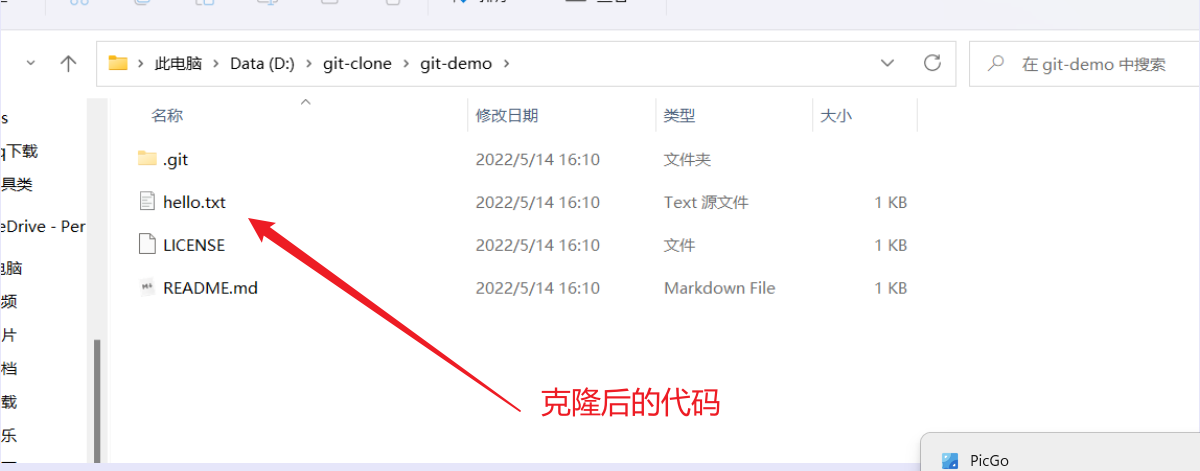 此电脑 › Data (D:) › git-clone › git-demo ›
在 git-demo 中搜索
名称 修改日期 类型 大小
.git 2022/5/14 16:10 文件夹
hello.txt 2022/5/14 16:10 Text 源文件 1 KB
LICENSE 2022/5/14 16:10 文件 1 KB
README.md 2022/5/14 16:10 Markdown File 1 KB
s
下载
具类
eDrive - Per
电脑
频
片
档
载
乐
克隆后的代码
PicGo